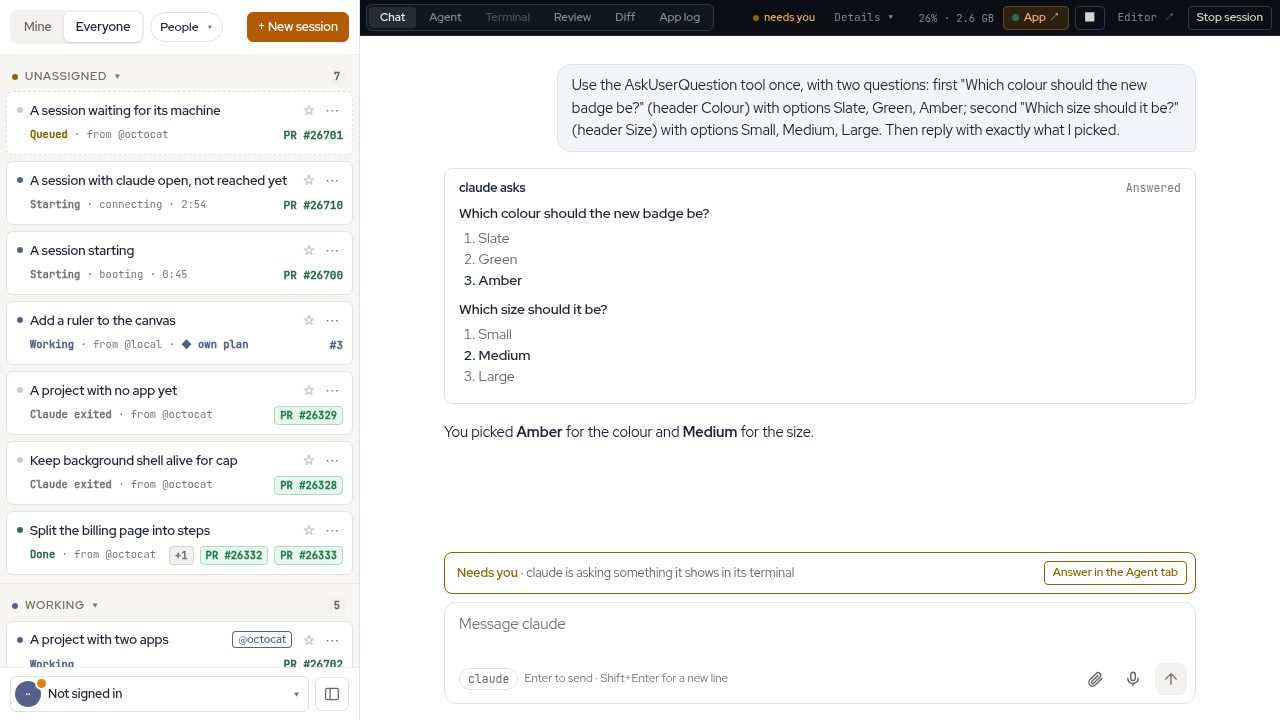 Mine Everyone People ▾ + New session
UNASSIGNED ▾ 7
A session waiting for its machine ☆ ···
Queued · from @octocat PR #26701
A session with claude open, not reached yet ☆ ···
Starting · connecting · 2:54 PR #26710
A session starting ☆ ···
Starting · booting · 0:45 PR #26700
Add a ruler to the canvas ☆ ···
Working · from @local · ◆ own plan #3
A project with no app yet ☆ ···
Claude exited · from @octocat PR #26329
Keep background shell alive for cap ☆ ···
Claude exited · from @octocat PR #26328
Split the billing page into steps ☆ ···
Done · from @octocat +1 PR #26332 PR #26333
WORKING ▾ 5
A project with two apps @octocat ☆ ···
Working PR #26702
Not signed in ▾
Chat Agent Terminal Review Diff App log needs you Details ▾ 26% · 2.6 GB App ↗ Editor ↗ Stop session
Use the AskUserQuestion tool once, with two questions: first "Which colour should the new
badge be?" (header Colour) with options Slate, Green, Amber; second "Which size should it be?"
(header Size) with options Small, Medium, Large. Then reply with exactly what I picked.
claude asks Answered
Which colour should the new badge be?
1. Slate
2. Green
3. Amber
Which size should it be?
1. Small
2. Medium
3. Large
You picked Amber for the colour and Medium for the size.
Needs you · claude is asking something it shows in its terminal Answer in the Agent tab
Message claude
claude Enter to send · Shift+Enter for a new line